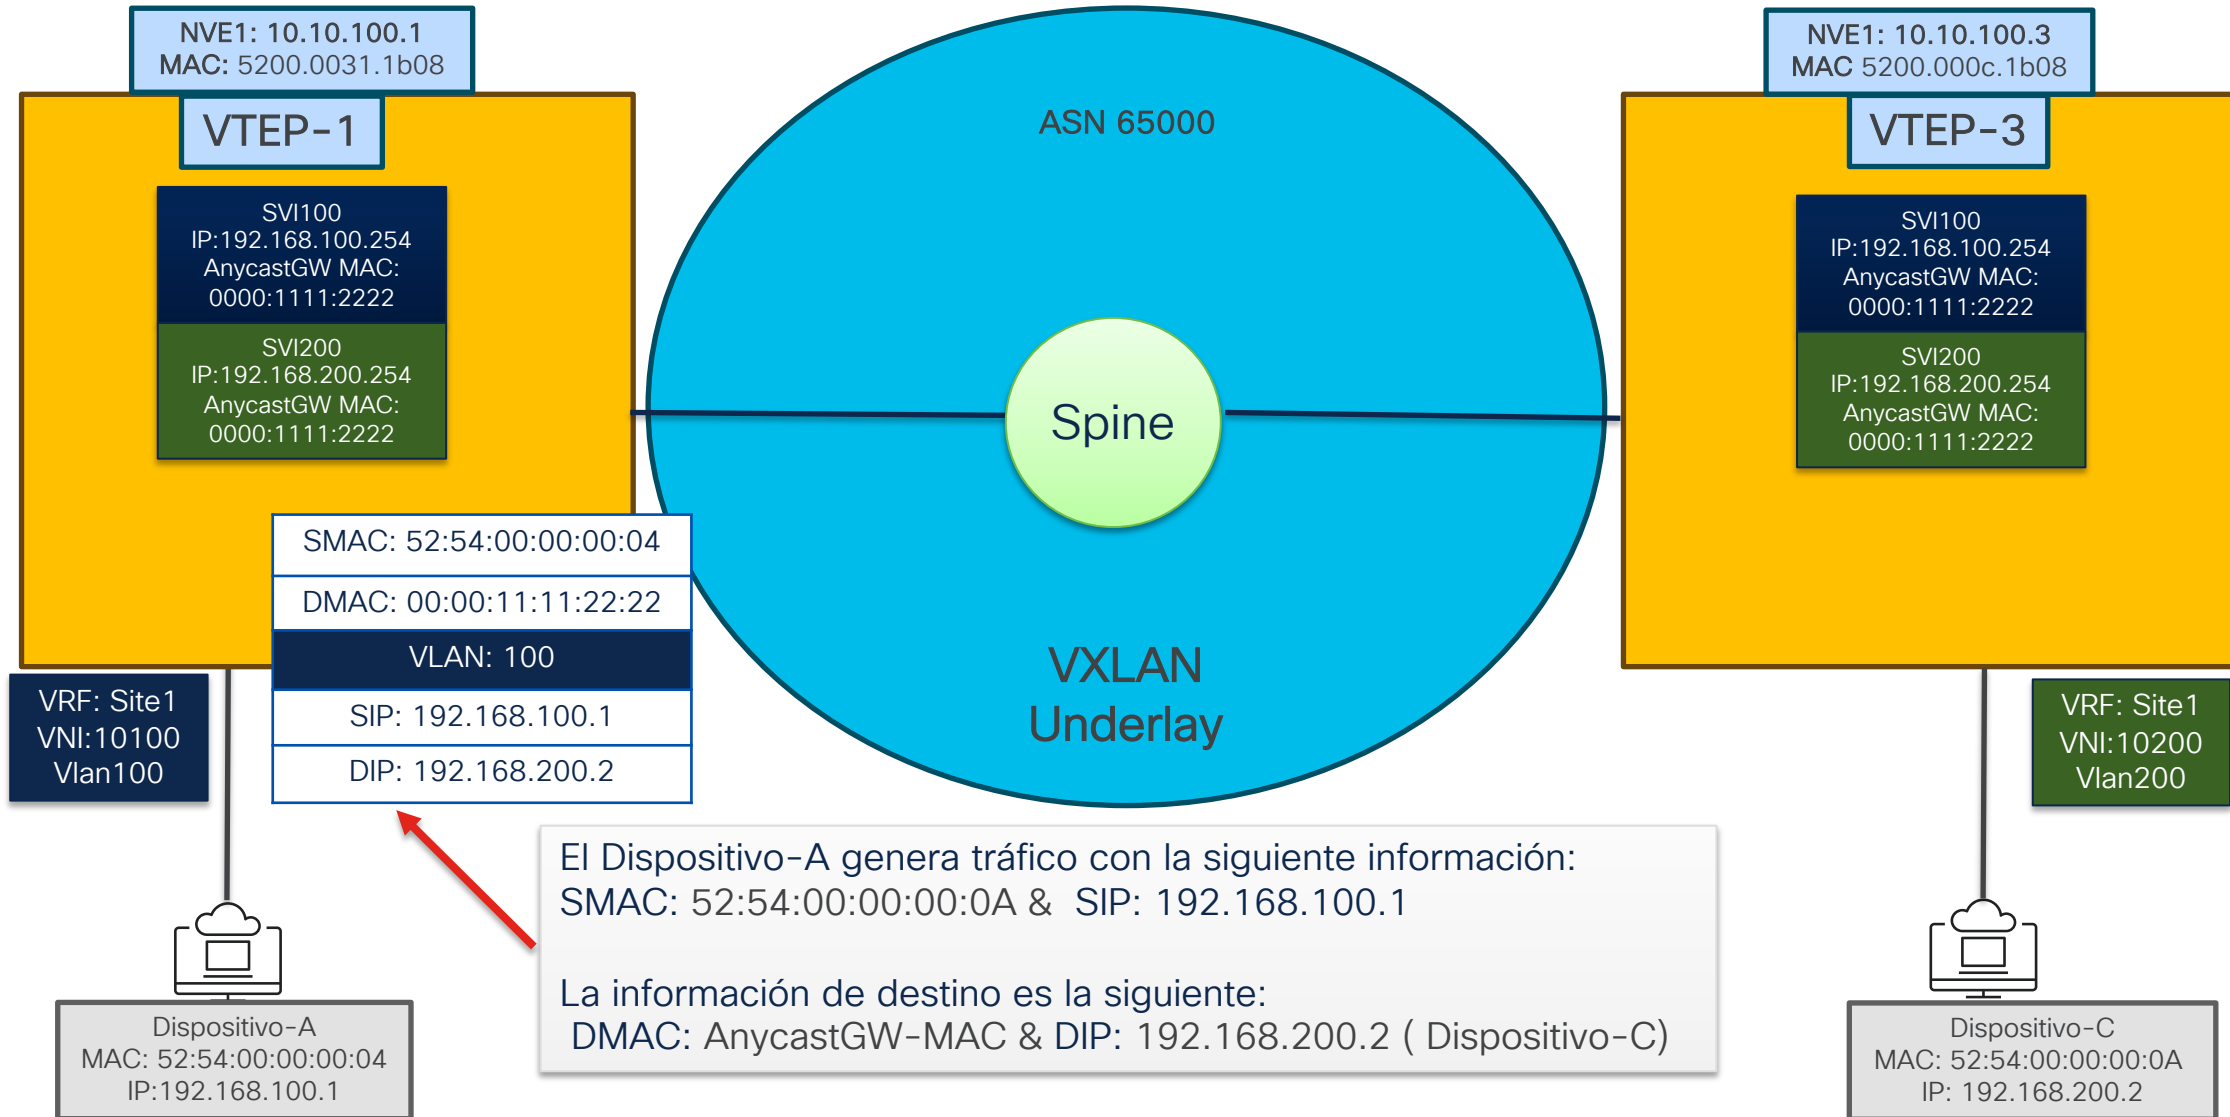 NVE1: 10.10.100.1
MAC: 5200.0031.1b08
VTEP-1
SVI100
IP:192.168.100.254
AnycastGW MAC:
0000:1111:2222
SVI200
IP:192.168.200.254
AnycastGW MAC:
0000:1111:2222
ASN 65000
Spine
VXLAN
Underlay
NVE1: 10.10.100.3
MAC 5200.000c.1b08
VTEP-3
SVI100
IP:192.168.100.254
AnycastGW MAC:
0000:1111:2222
SVI200
IP:192.168.200.254
AnycastGW MAC:
0000:1111:2222
SMAC: 52:54:00:00:00:04
DMAC: 00:00:11:11:22:22
VLAN: 100
SIP: 192.168.100.1
DIP: 192.168.200.2
VRF: Site1
VNI:10100
Vlan100
VRF: Site1
VNI:10200
Vlan200
El Dispositivo-A genera tráfico con la siguiente información:
SMAC: 52:54:00:00:00:0A & SIP: 192.168.100.1
La información de destino es la siguiente:
DMAC: AnycastGW-MAC & DIP: 192.168.200.2 ( Dispositivo-C)
Dispositivo-A
MAC: 52:54:00:00:00:04
IP:192.168.100.1
Dispositivo-C
MAC: 52:54:00:00:00:0A
IP: 192.168.200.2